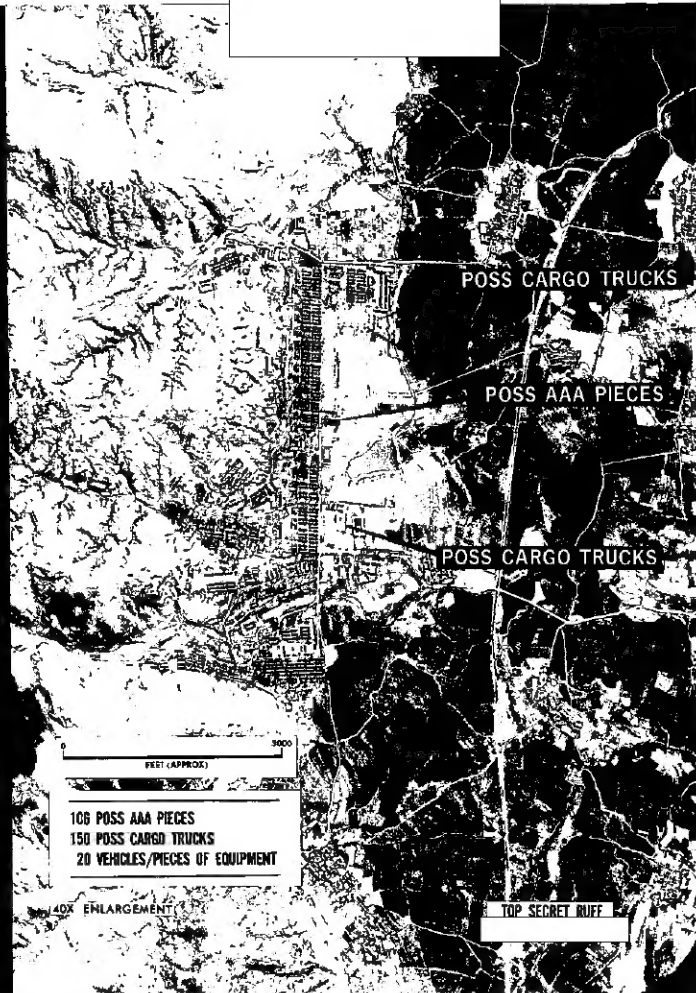 POSS CARGO TRUCKS
POSS AAA PIECES
POSS CARGO TRUCKS
0 3000
FEET (APPROX)
106 POSS AAA PIECES
150 POSS CARGO TRUCKS
20 VEHICLES/PIECES OF EQUIPMENT
40X ENLARGEMENT
TOP SECRET RUFF